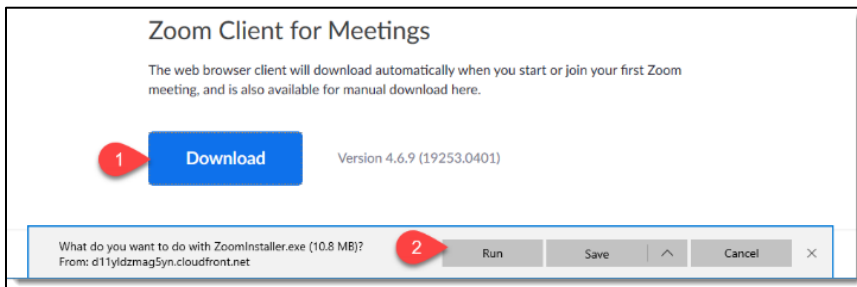 Zoom Client for Meetings
The web browser client will download automatically when you start or join your first Zoom
meeting, and is also available for manual download here.
1 Download Version 4.6.9 (19253.0401)
What do you want to do with ZoomInstaller.exe (10.8 MB)?
From: d11yldzmag5yn.cloudfront.net
2 Run Save Cancel